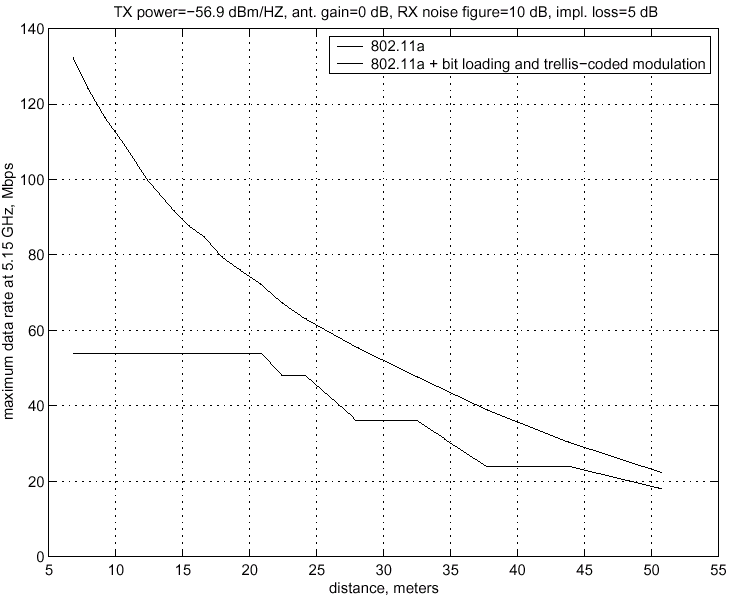 TX power=−56.9 dBm/HZ, ant. gain=0 dB, RX noise figure=10 dB, impl. loss=5 dB
802.11a
802.11a + bit loading and trellis−coded modulation
maximum data rate at 5.15 GHz, Mbps
140
120
100
80
60
40
20
0
5 10 15 20 25 30 35 40 45 50 55
distance, meters